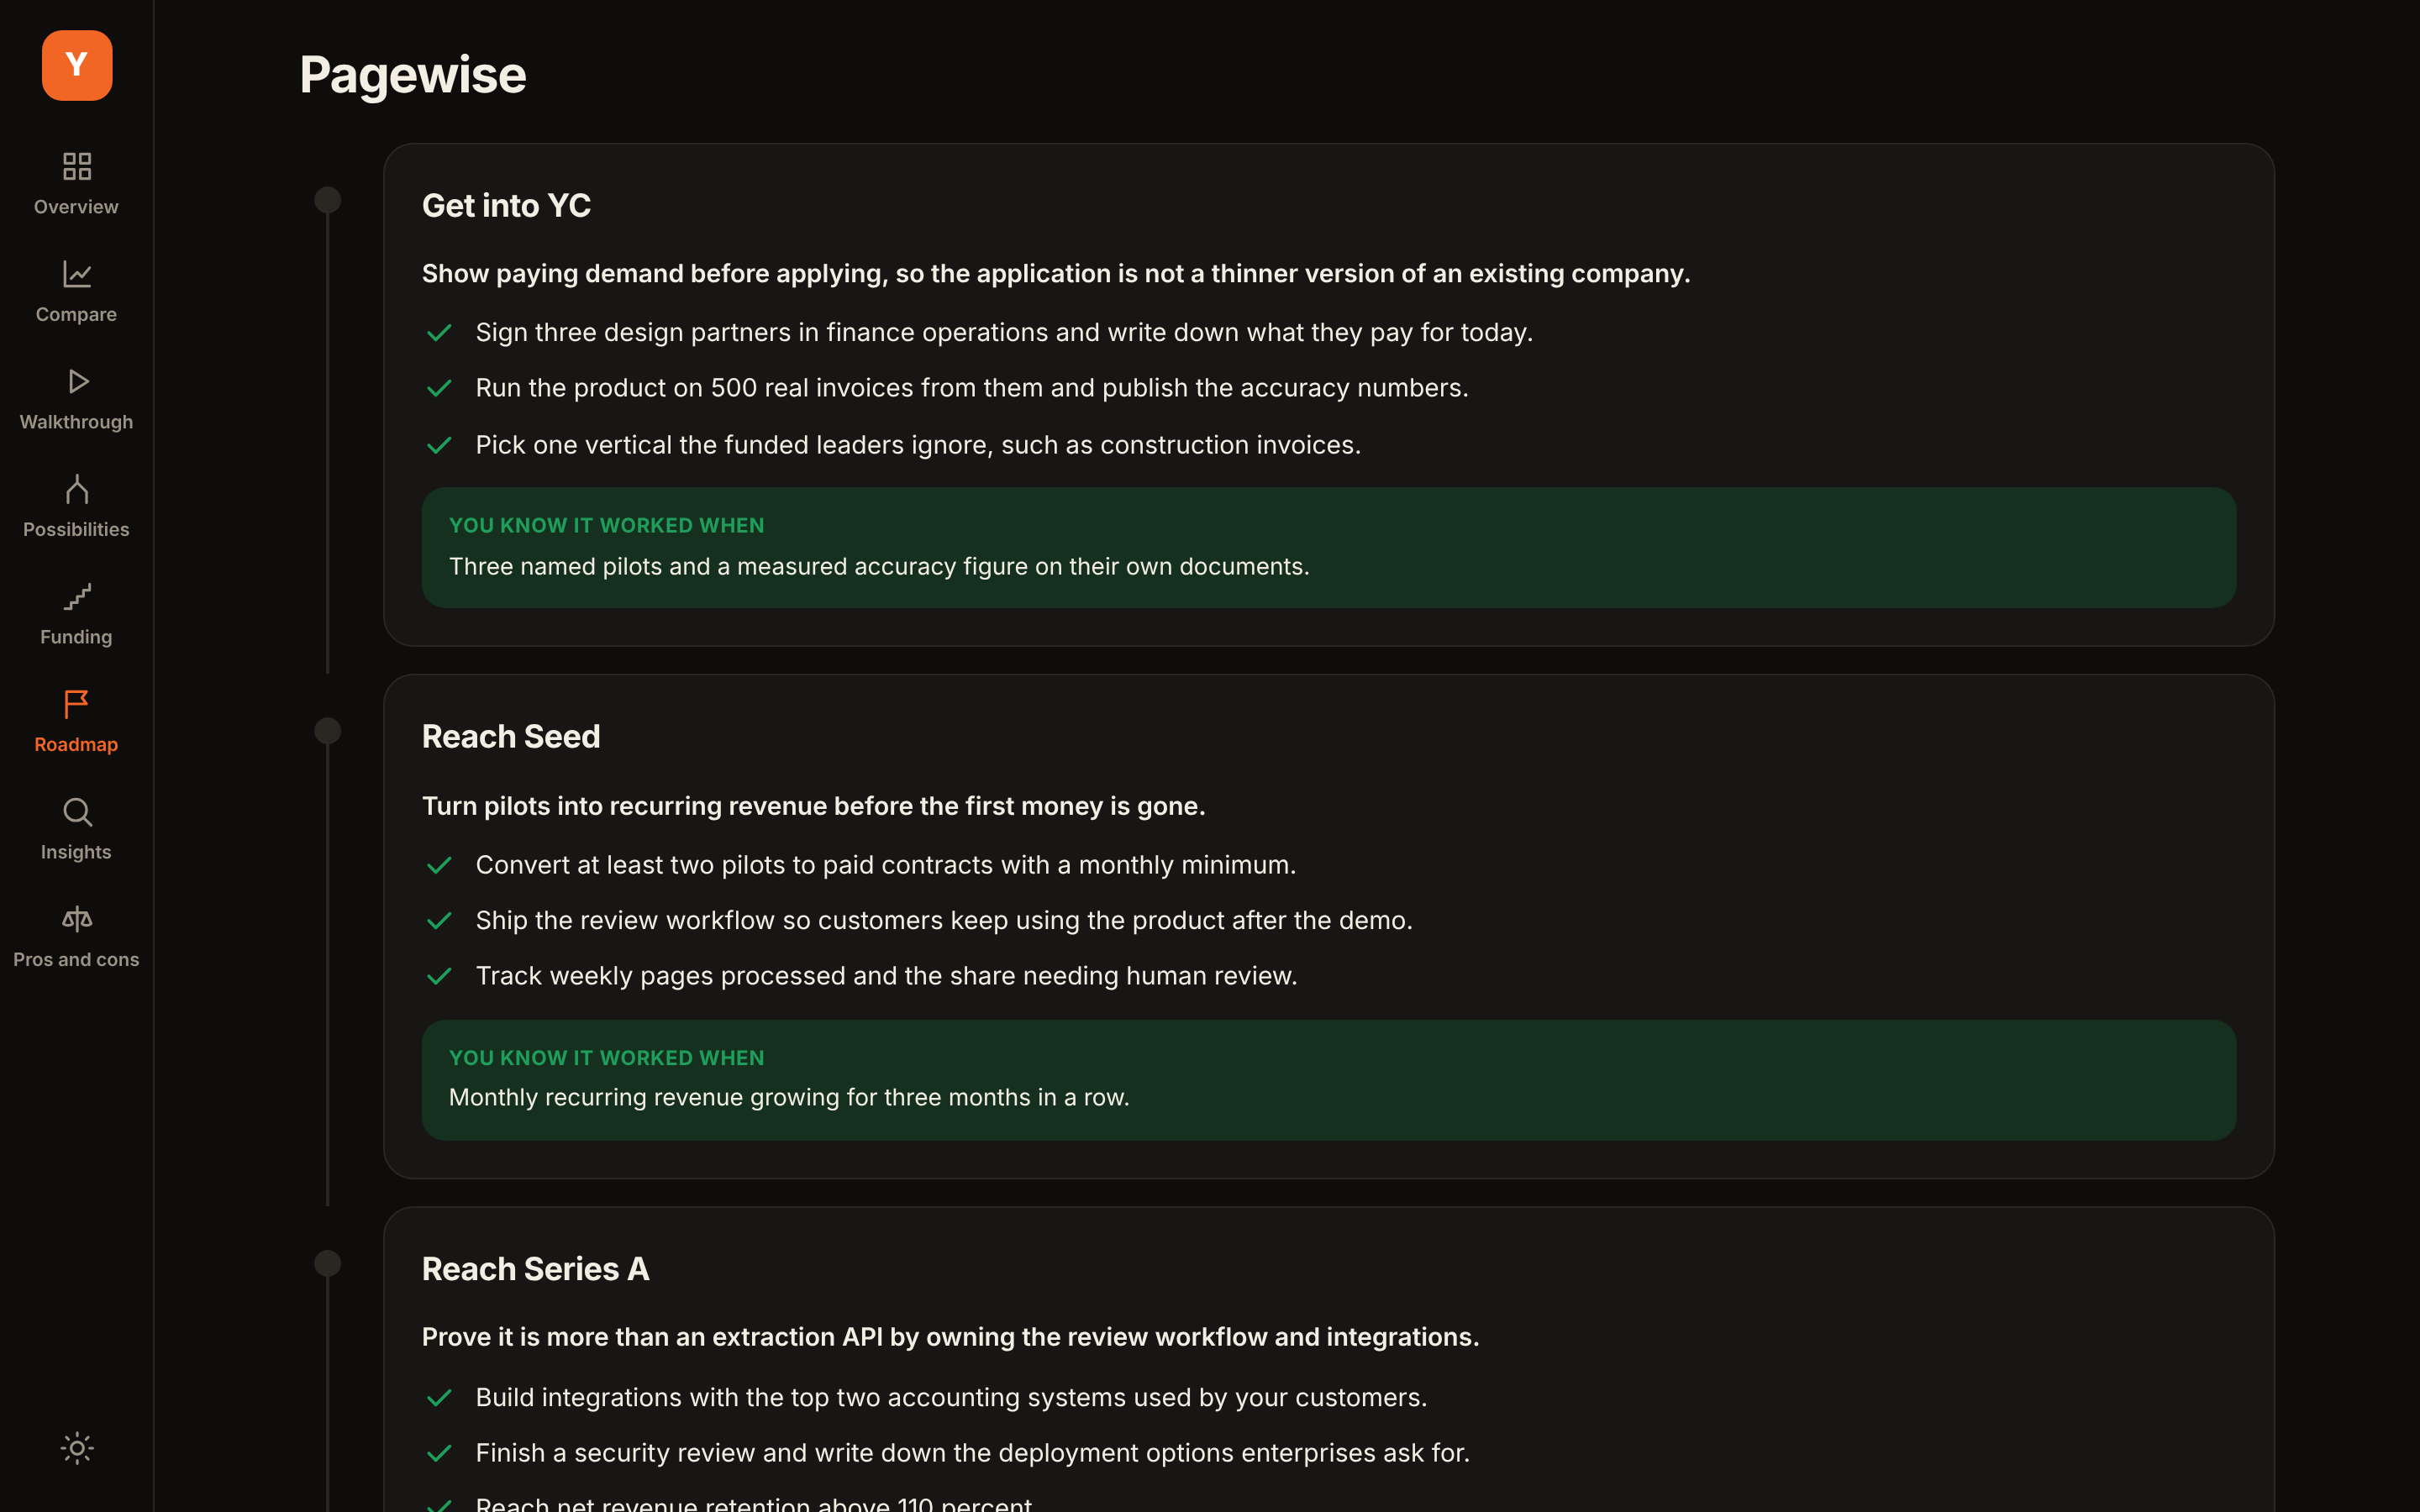 Y
Overview
Compare
Walkthrough
Possibilities
Funding
Roadmap
Insights
Pros and cons
Pagewise
Get into YC
Show paying demand before applying, so the application is not a thinner version of an existing company.
Sign three design partners in finance operations and write down what they pay for today.
Run the product on 500 real invoices from them and publish the accuracy numbers.
Pick one vertical the funded leaders ignore, such as construction invoices.
YOU KNOW IT WORKED WHEN
Three named pilots and a measured accuracy figure on their own documents.
Reach Seed
Turn pilots into recurring revenue before the first money is gone.
Convert at least two pilots to paid contracts with a monthly minimum.
Ship the review workflow so customers keep using the product after the demo.
Track weekly pages processed and the share needing human review.
YOU KNOW IT WORKED WHEN
Monthly recurring revenue growing for three months in a row.
Reach Series A
Prove it is more than an extraction API by owning the review workflow and integrations.
Build integrations with the top two accounting systems used by your customers.
Finish a security review and write down the deployment options enterprises ask for.
Reach net revenue retention above 110 percent.